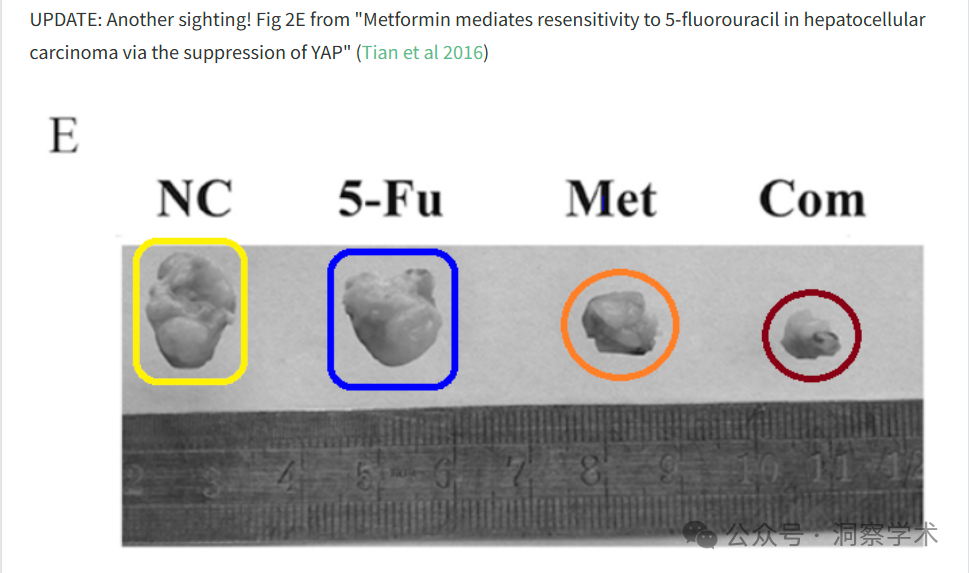 UPDATE: Another sighting! Fig 2E from "Metformin mediates resensitivity to 5-fluorouracil in hepatocellular
carcinoma via the suppression of YAP" (Tian et al 2016)
E
NC 5-Fu Met Com
2 3 4 5 6 7 8 9 10 11 12
公众号 · 洞察学术